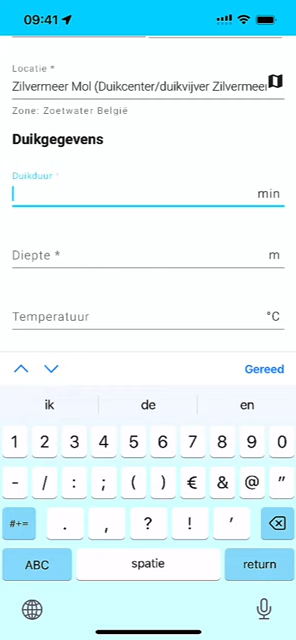 09:41
Locatie *
Zilvermeer Mol (Duikcenter/duikvijver Zilvermeer
Zone: Zoetwater België
Duikgegevens
Duikduur *
min
Diepte * m
Temperatuur °C
Gereed
ik de en
1 2 3 4 5 6 7 8 9 0
- / : ; ( ) € & @ "
#+= . , ? ! '
ABC spatie return